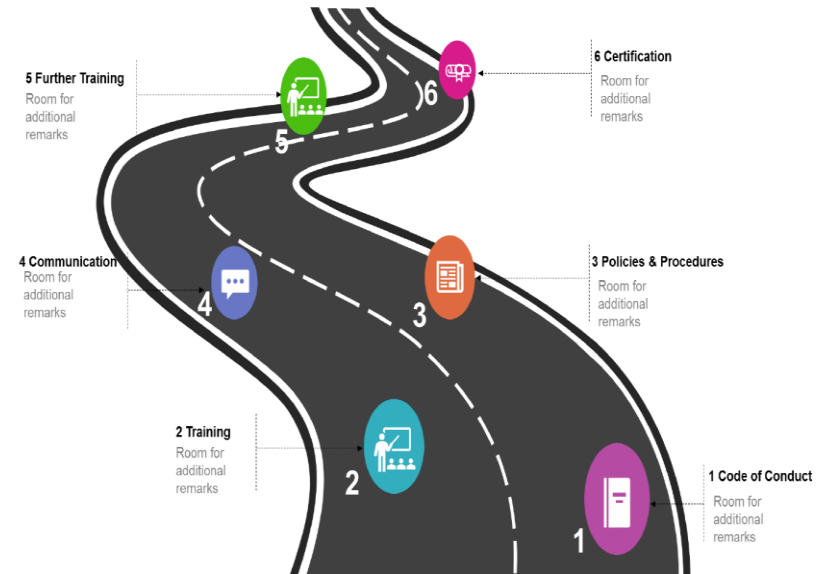 5 Further Training
Room for
additional
remarks
6 Certification
Room for
additional
remarks
6
5
4 Communication
Room for
additional
remarks
4
3 Policies & Procedures
Room for
additional
remarks
3
2 Training
Room for
additional
remarks
2
1 Code of Conduct
Room for
additional
remarks
1